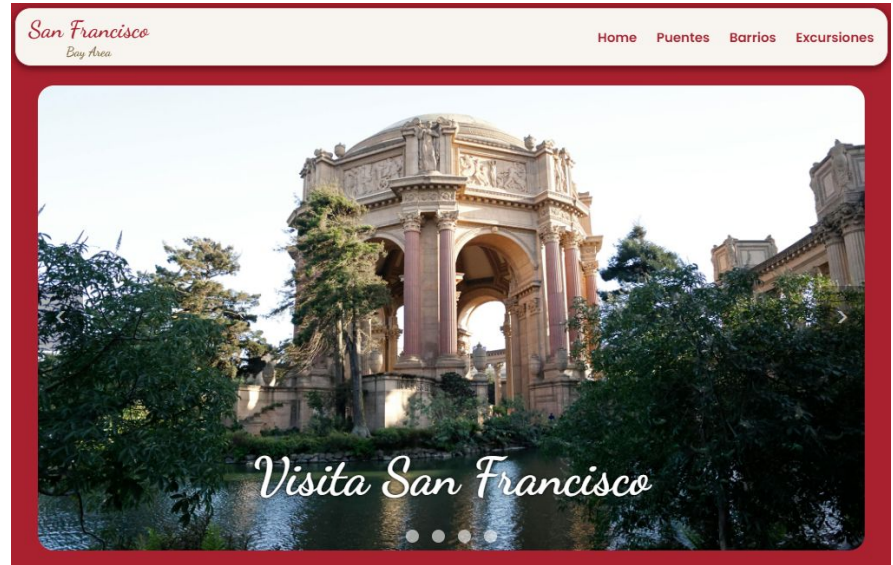 San Francisco
Bay Area
Home Puentes Barrios Excursiones
Visita San Francisco